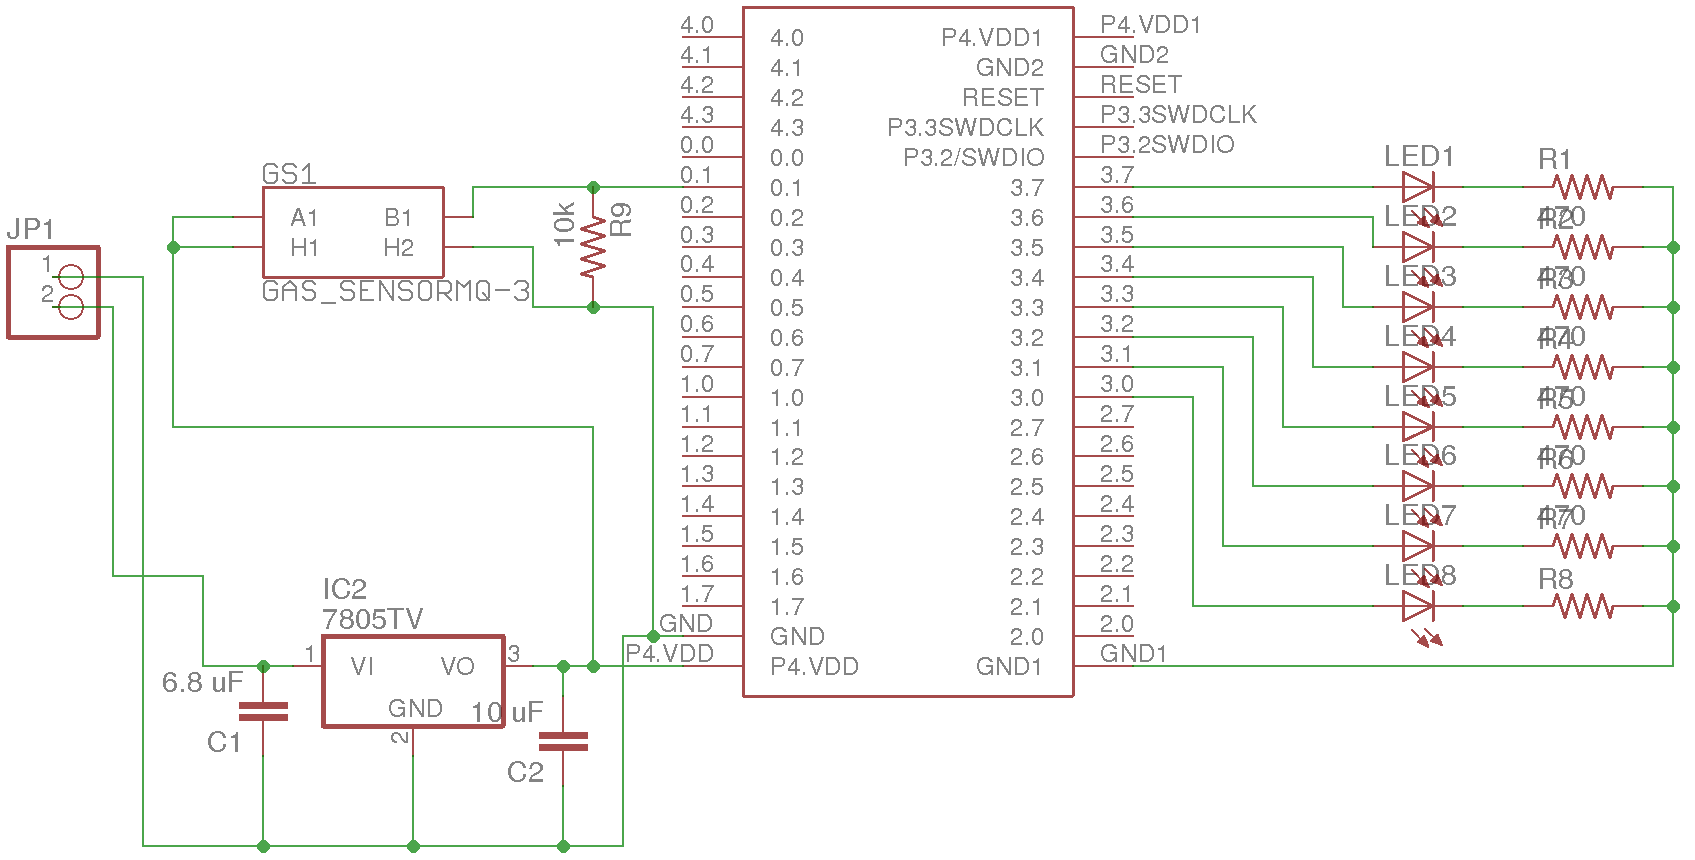 JP1
1
2
GS1
A1 B1
H1 H2
GAS_SENSORMQ-3
10k
R9
IC2
7805TV
1 VI VO 3
GND
2
6.8 uF
C1
10 uF
C2
4.0 4.0 P4.VDD1 P4.VDD1
4.1 4.1 GND2 GND2
4.2 4.2 RESET RESET
4.3 4.3 P3.3SWDCLK P3.3SWDCLK
0.0 0.0 P3.2/SWDIO P3.2SWDIO
0.1 0.1 3.7 3.7
0.2 0.2 3.6 3.6
0.3 0.3 3.5 3.5
0.4 0.4 3.4 3.4
0.5 0.5 3.3 3.3
0.6 0.6 3.2 3.2
0.7 0.7 3.1 3.1
1.0 1.0 3.0 3.0
1.1 1.1 2.7 2.7
1.2 1.2 2.6 2.6
1.3 1.3 2.5 2.5
1.4 1.4 2.4 2.4
1.5 1.5 2.3 2.3
1.6 1.6 2.2 2.2
1.7 1.7 2.1 2.1
GND GND 2.0 2.0
P4.VDD P4.VDD GND1 GND1
LED1 R1
LED2 470 R2
LED3 470 R3
LED4 470 R4
LED5 470 R5
LED6 470 R6
LED7 470 R7
LED8 R8